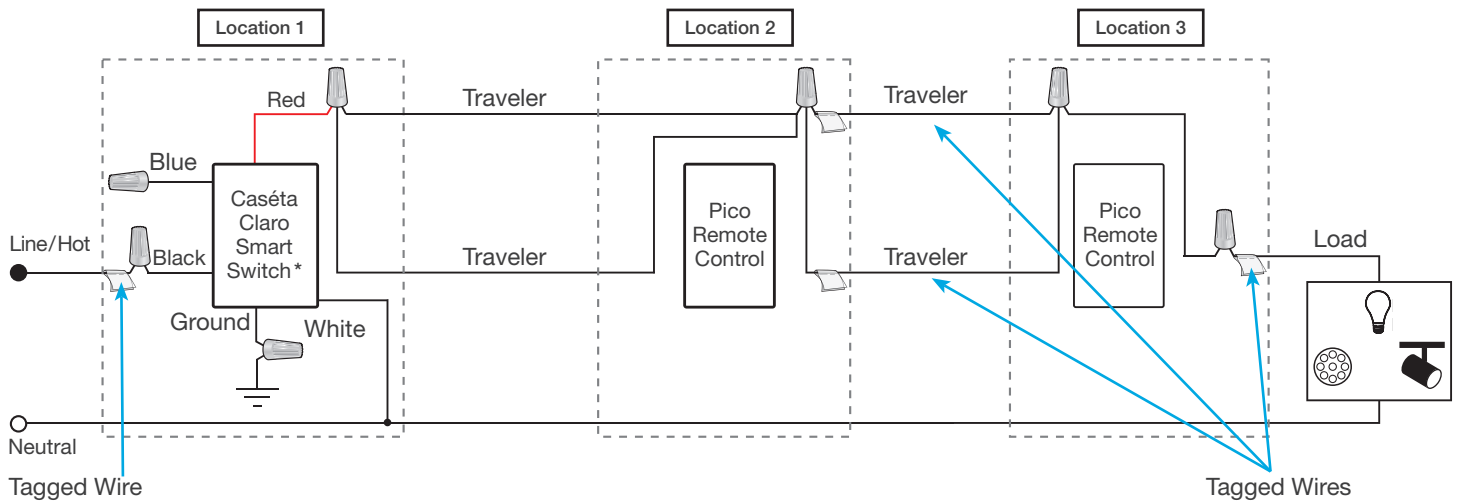 Location 1
Location 2
Location 3
Red
Traveler
Traveler
Blue
Caséta
Claro
Smart
Switch*
Pico
Remote
Control
Pico
Remote
Control
Line/Hot
Black
Traveler
Traveler
Load
Ground
White
Neutral
Tagged Wire
Tagged Wires